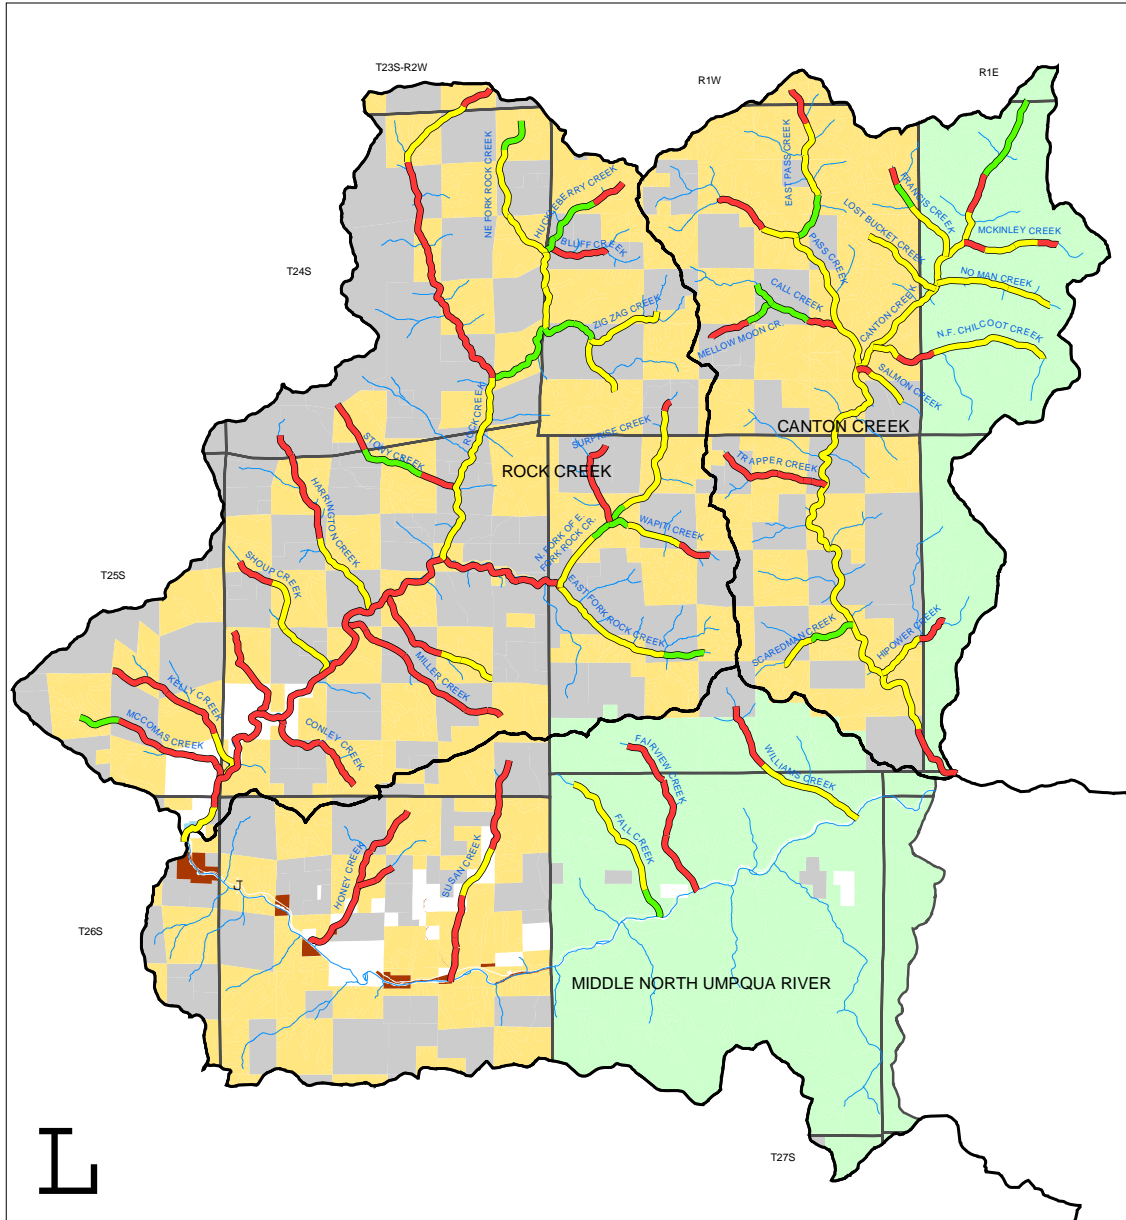 T23S-R2W
R1W
R1E
NE FORK ROCK CREEK
HUCKLEBERRY CREEK
BLUFF CREEK
EAST PASS CREEK
FRANCIS CREEK
LOST BUCKET CREEK
MCKINLEY CREEK
PASS CREEK
NO MAN CREEK
T24S
CALL CREEK
CANTON CREEK
ZIG ZAG CREEK
MELLOW MOON CR.
N.F. CHILCOOT CREEK
SALMON CREEK
ROCK CREEK
CANTON CREEK
SURPRISE CREEK
STONY CREEK
ROCK CREEK
TRAPPER CREEK
HARRINGTON CREEK
WAPITI CREEK
N. FORK OF E.
FORK ROCK CR.
SHOUP CREEK
T25S
EAST FORK ROCK CREEK
SCAREDMAN CREEK
HIPOWER CREEK
MILLER CREEK
KELLY CREEK
MCCOMAS CREEK
CONLEY CREEK
FAIRVIEW CREEK
WILLIAMS CREEK
FALL CREEK
HONEY CREEK
SUSAN CREEK
J
T26S
MIDDLE NORTH UMPQUA RIVER
T27S
L